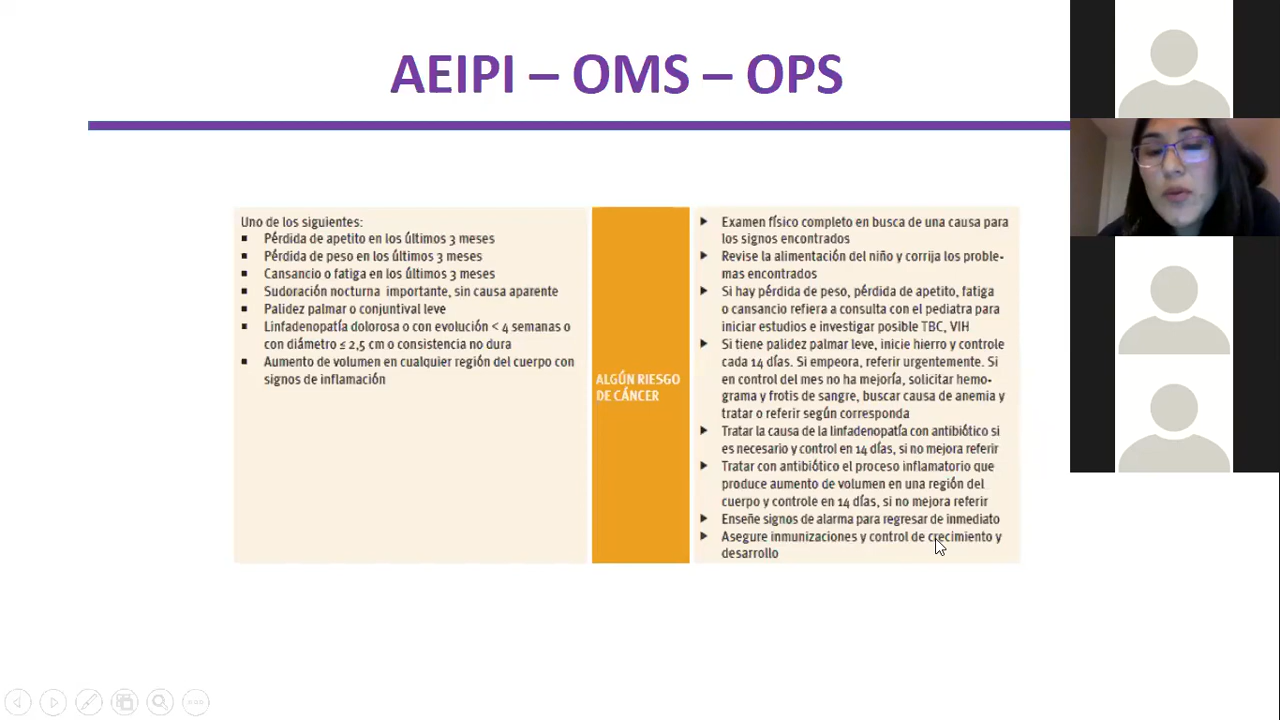 AEIPI – OMS – OPS
Uno de los siguientes:
▪ Pérdida de apetito en los últimos 3 meses
▪ Pérdida de peso en los últimos 3 meses
▪ Cansancio o fatiga en los últimos 3 meses
▪ Sudoración nocturna importante, sin causa aparente
▪ Palidez palmar o conjuntival leve
▪ Linfadenopatía dolorosa o con evolución < 4 semanas o
con diámetro ≤ 2,5 cm o consistencia no dura
▪ Aumento de volumen en cualquier región del cuerpo con
signos de inflamación
ALGÚN RIESGO
DE CÁNCER
Examen físico completo en busca de una causa para
los signos encontrados
Revise la alimentación del niño y corrija los proble-
mas encontrados
Si hay pérdida de peso, pérdida de apetito, fatiga
o cansancio refiera a consulta con el pediatra para
iniciar estudios e investigar posible TBC, VIH
Si tiene palidez palmar leve, inicie hierro y controle
cada 14 días. Si empeora, referir urgentemente. Si
en control del mes no ha mejoría, solicitar hemo-
grama y frotis de sangre, buscar causa de anemia y
tratar o referir según corresponda
Tratar la causa de la linfadenopatía con antibiótico si
es necesario y control en 14 días, si no mejora referir
Tratar con antibiótico el proceso inflamatorio que
produce aumento de volumen en una región del
cuerpo y controle en 14 días, si no mejora referir
Enseñe signos de alarma para regresar de inmediato
Asegure inmunizaciones y control de crecimiento y
desarrollo